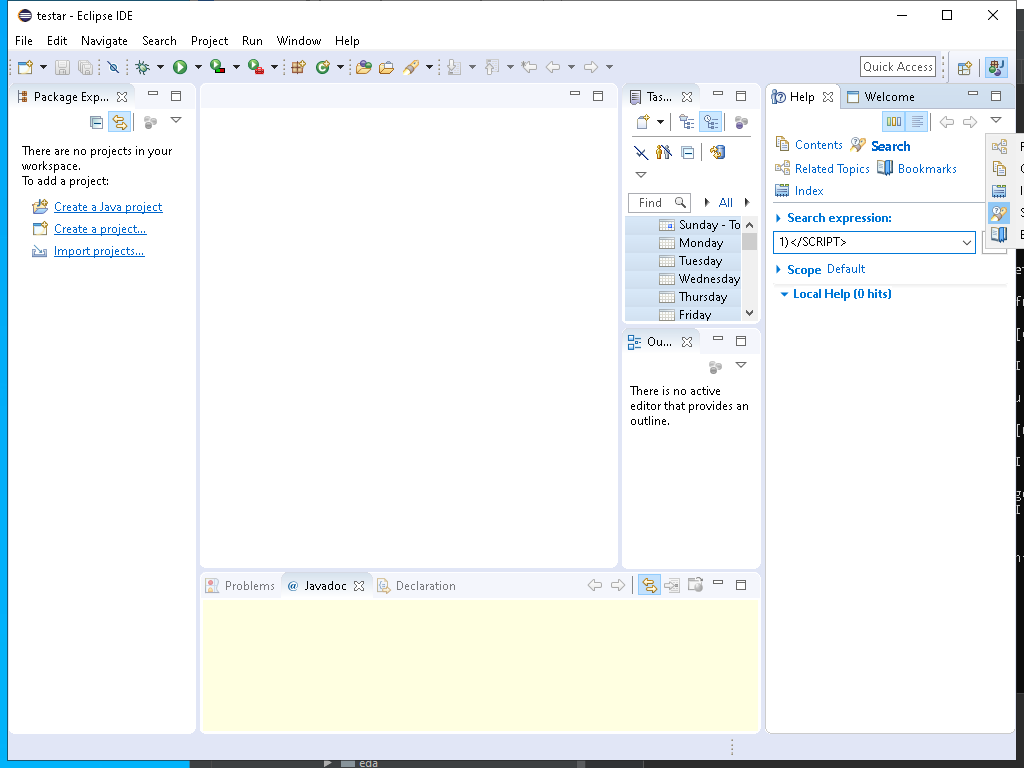 testar - Eclipse IDE
File Edit Navigate Search Project Run Window Help
Quick Access
Package Exp...
There are no projects in your
workspace.
To add a project:
Create a Java project
Create a project...
Import projects...
Tas...
Find
All
Sunday - To
Monday
Tuesday
Wednesday
Thursday
Friday
Ou...
There is no active
editor that provides an
outline.
Help
Welcome
Contents
Search
Related Topics
Bookmarks
Index
Search expression:
1)</SCRIPT>
Scope Default
Local Help (0 hits)
Problems
@ Javadoc
Declaration
eda